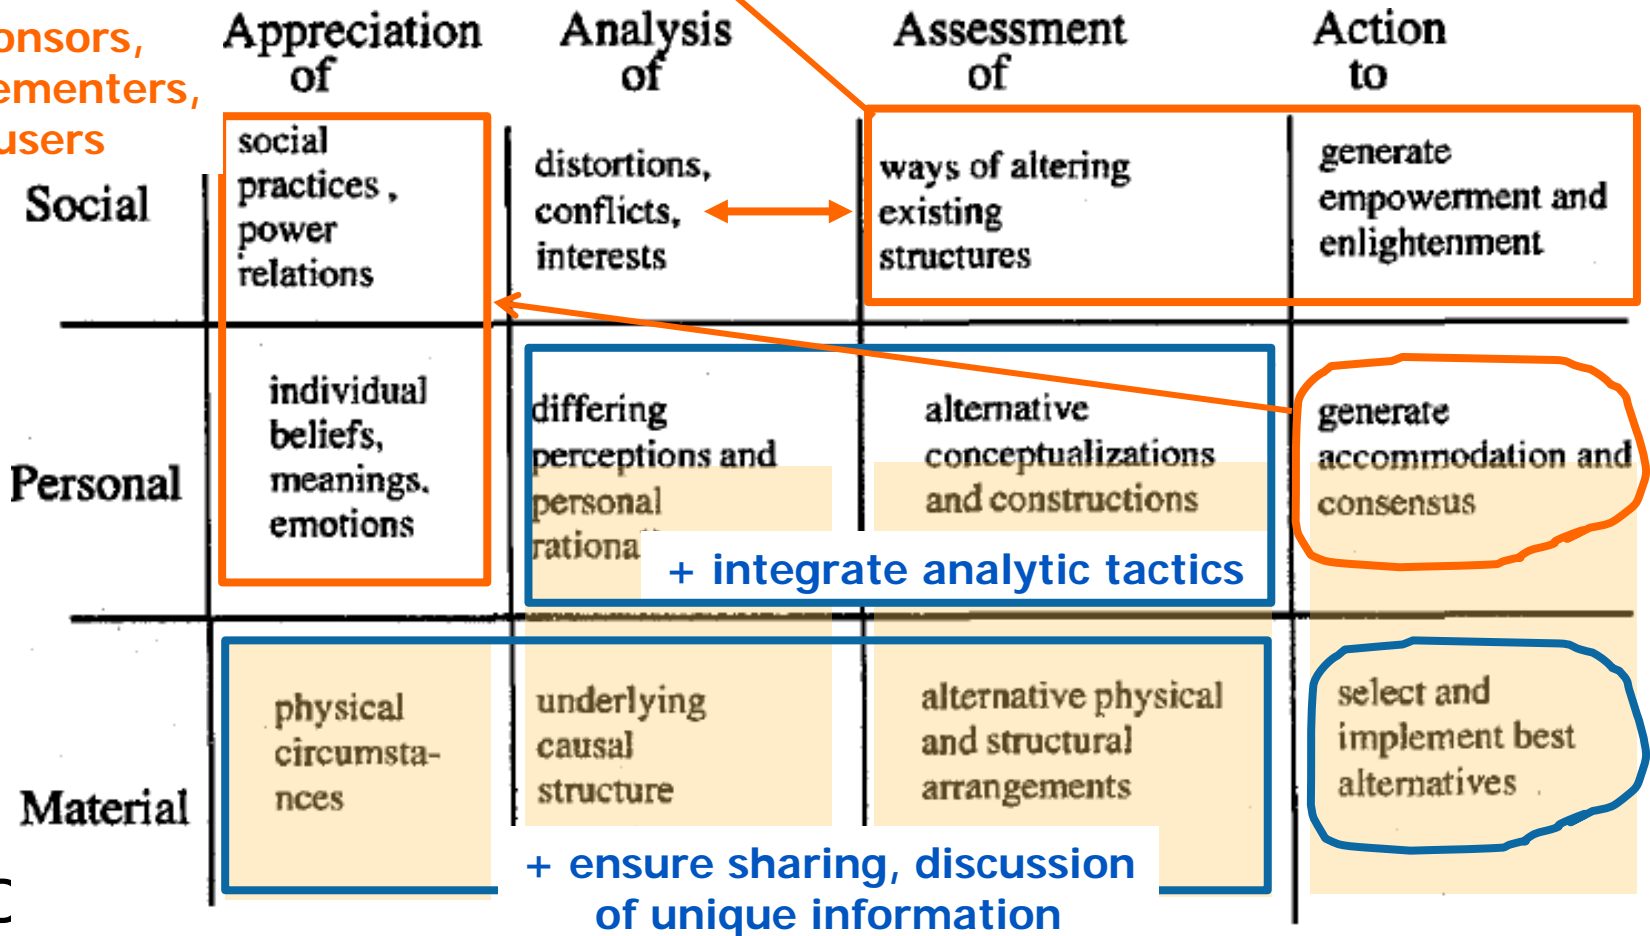 onsors,
ementers,
users
Appreciation
of
Analysis
of
Assessment
of
Action
to
Social
social
practices ,
power
relations
distortions,
conflicts,
interests
ways of altering
existing
structures
generate
empowerment and
enlightenment
Personal
individual
beliefs,
meanings.
emotions
differing
perceptions and
personal
rationa
alternative
conceptualizations
and constructions
generate
accommodation and
consensus
+ integrate analytic tactics
Material
physical
circumsta-
nces
underlying
causal
structure
alternative physical
and structural
arrangements
select and
implement best
alternatives
+ ensure sharing, discussion
of unique information